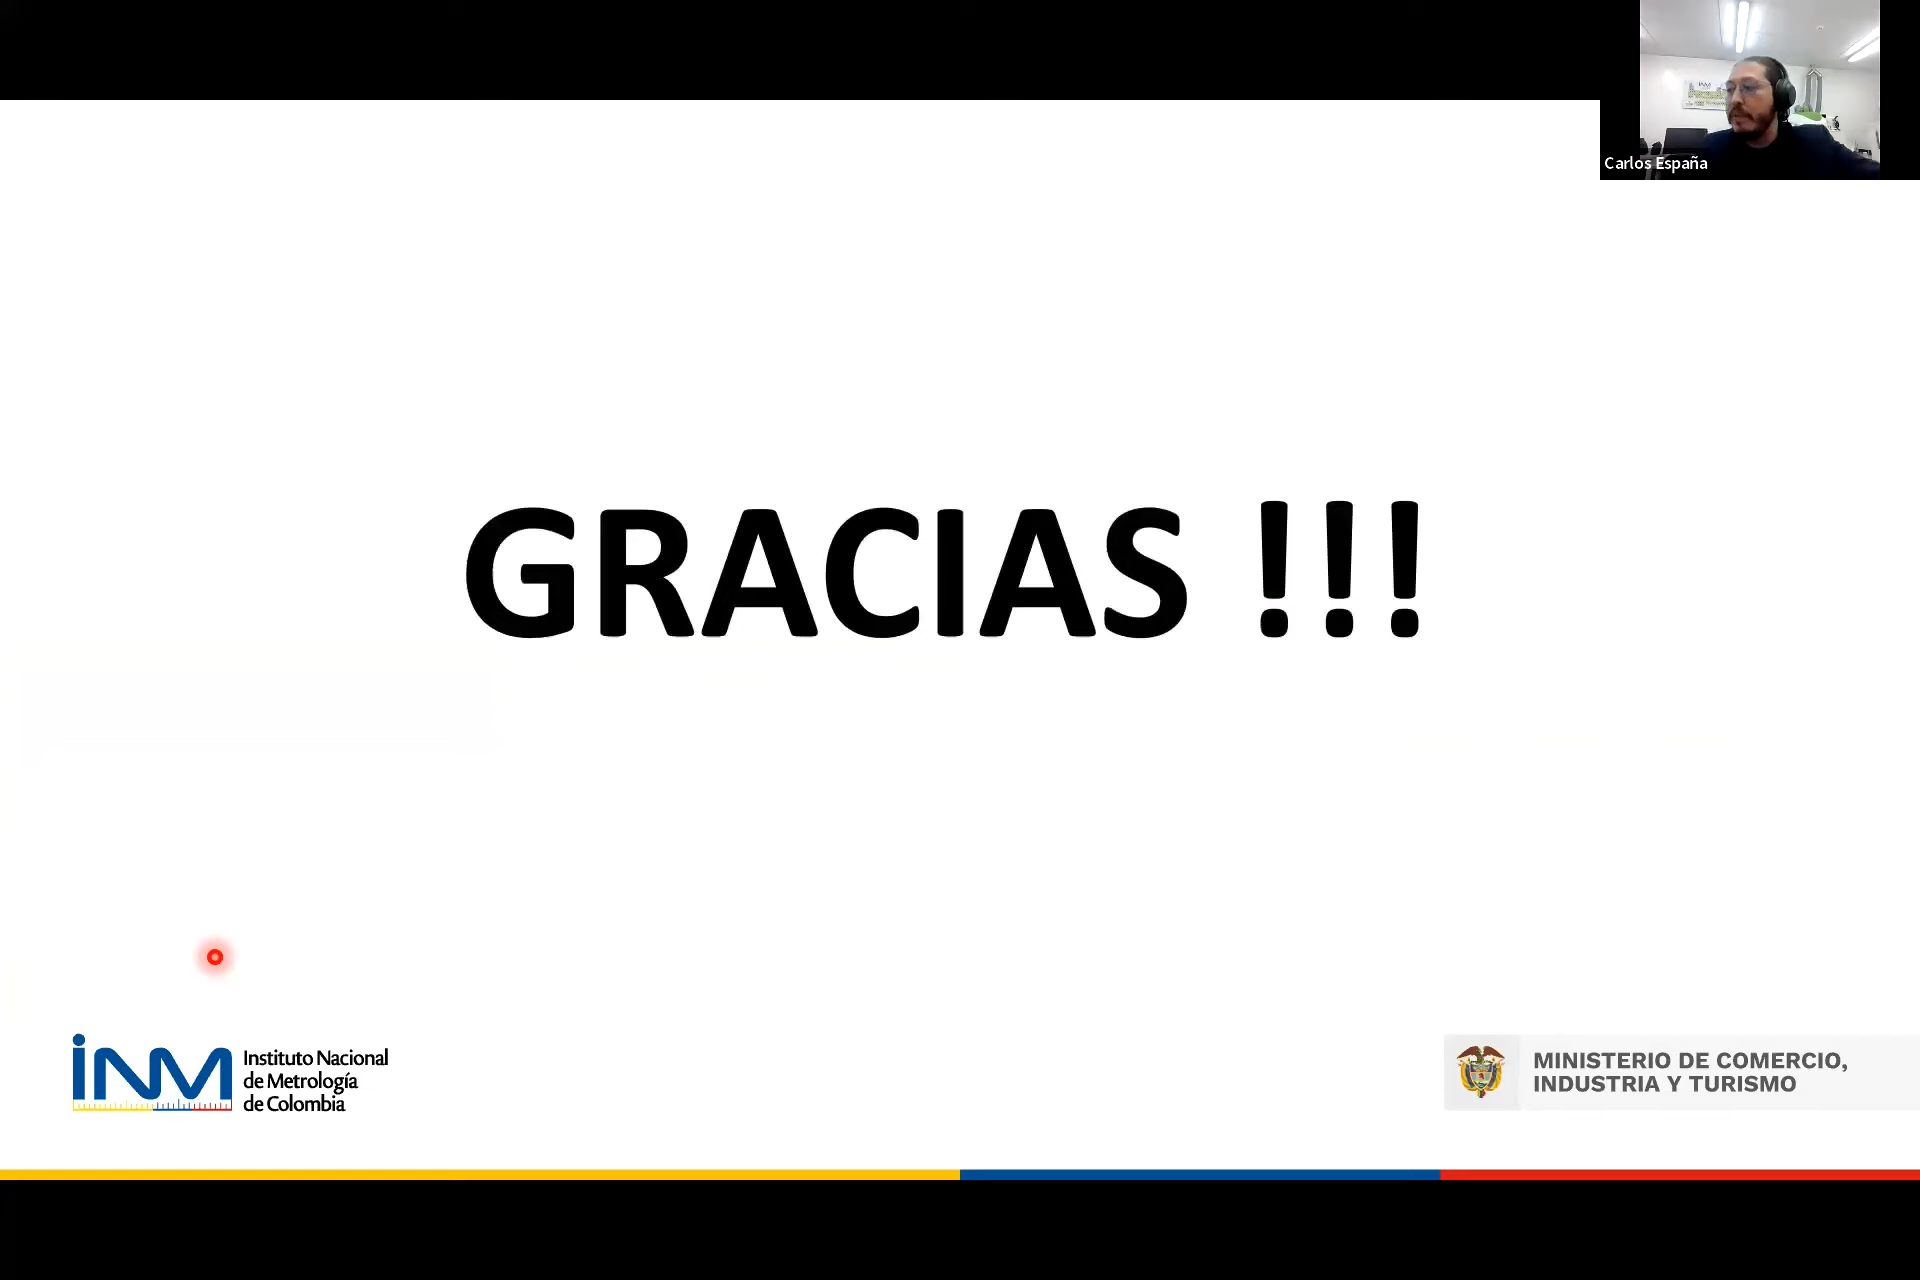 Carlos España
GRACIAS !!!
iNM
Instituto Nacional
de Metrología
de Colombia
MINISTERIO DE COMERCIO,
INDUSTRIA Y TURISMO